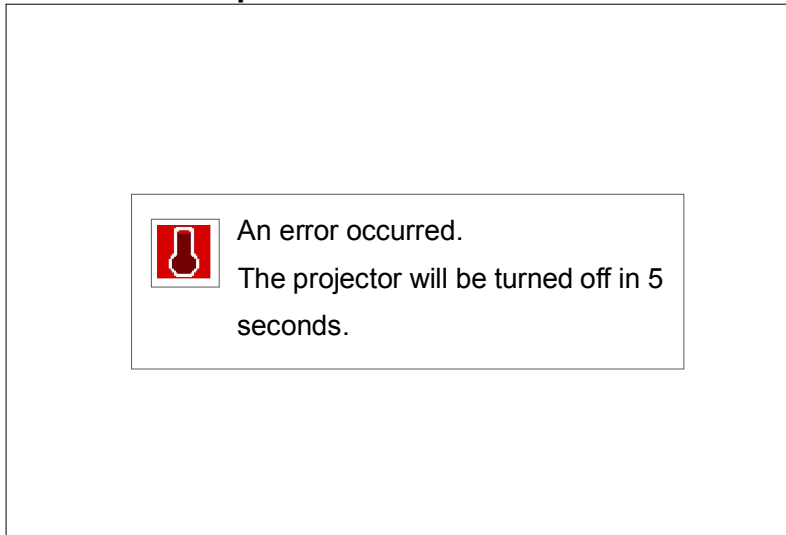 An error occurred.
The projector will be turned off in 5
seconds.